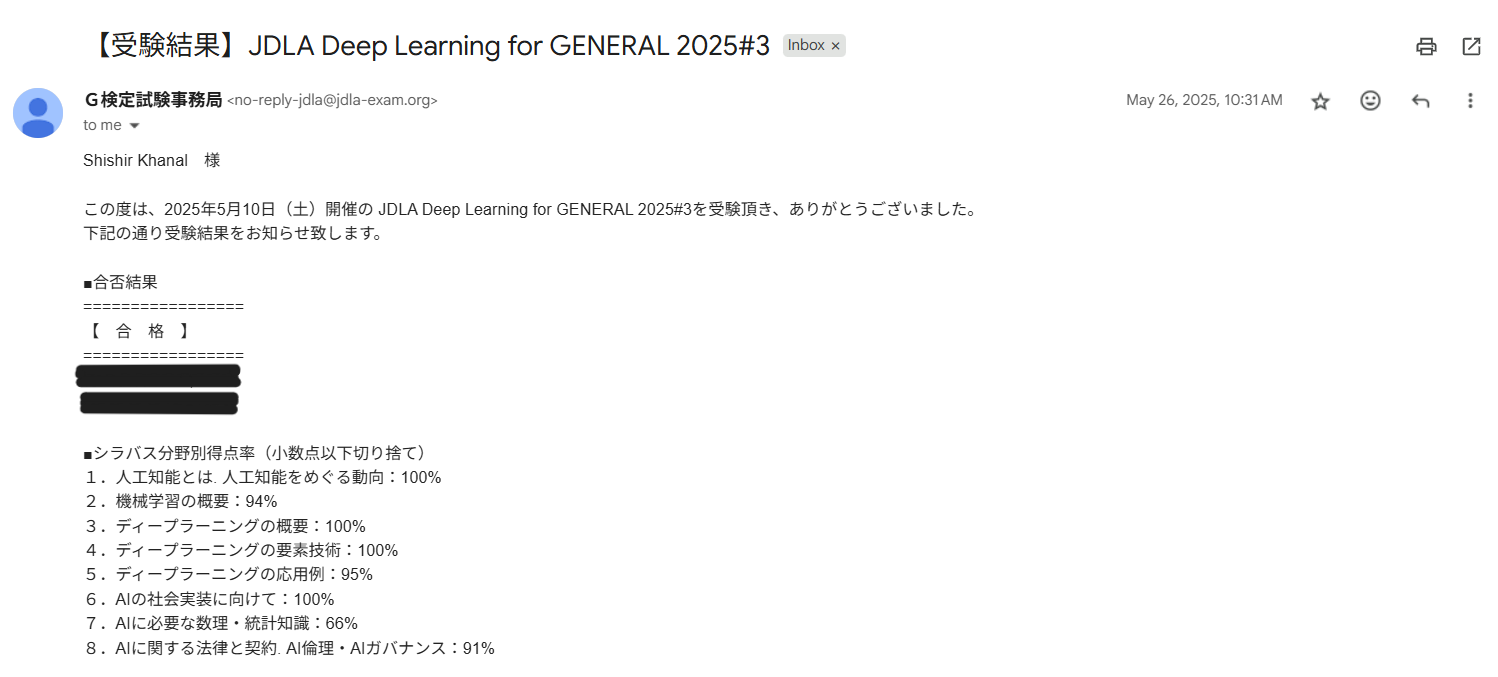 【受験結果】JDLA Deep Learning for GENERAL 2025#3 Inbox ×
G検定試験事務局 <no-reply-jdla@jdla-exam.org> May 26, 2025, 10:31 AM
to me
Shishir Khanal　様
この度は、2025年5月10日（土）開催の JDLA Deep Learning for GENERAL 2025#3を受験頂き、ありがとうございました。
下記の通り受験結果をお知らせ致します。
■合否結果
=================
【　合　格　】
=================
■シラバス分野別得点率（小数点以下切り捨て）
１．人工知能とは. 人工知能をめぐる動向：100%
２．機械学習の概要：94%
３．ディープラーニングの概要：100%
４．ディープラーニングの要素技術：100%
５．ディープラーニングの応用例：95%
６．AIの社会実装に向けて：100%
７．AIに必要な数理・統計知識：66%
８．AIに関する法律と契約. AI倫理・AIガバナンス：91%